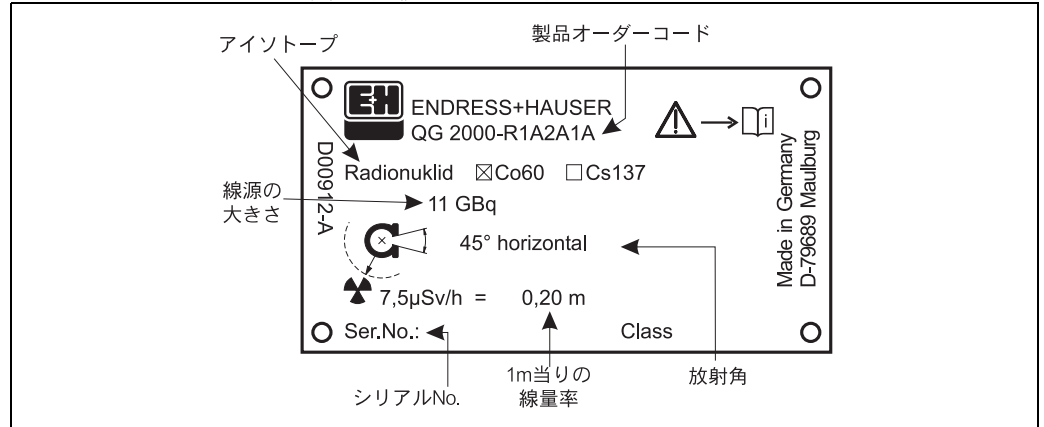 製品オーダーコード
アイソトープ
E+H
ENDRESS+HAUSER
QG 2000-R1A2A1A
i
D00912-A
Radionuklid ☒Co60 ☐Cs137
線源の
大きさ
11 GBq
45° horizontal
7,5µSv/h = 0,20 m
Ser.No.: Class
Made in Germany
D-79689 Maulburg
シリアルNo.
1m当りの
線量率
放射角